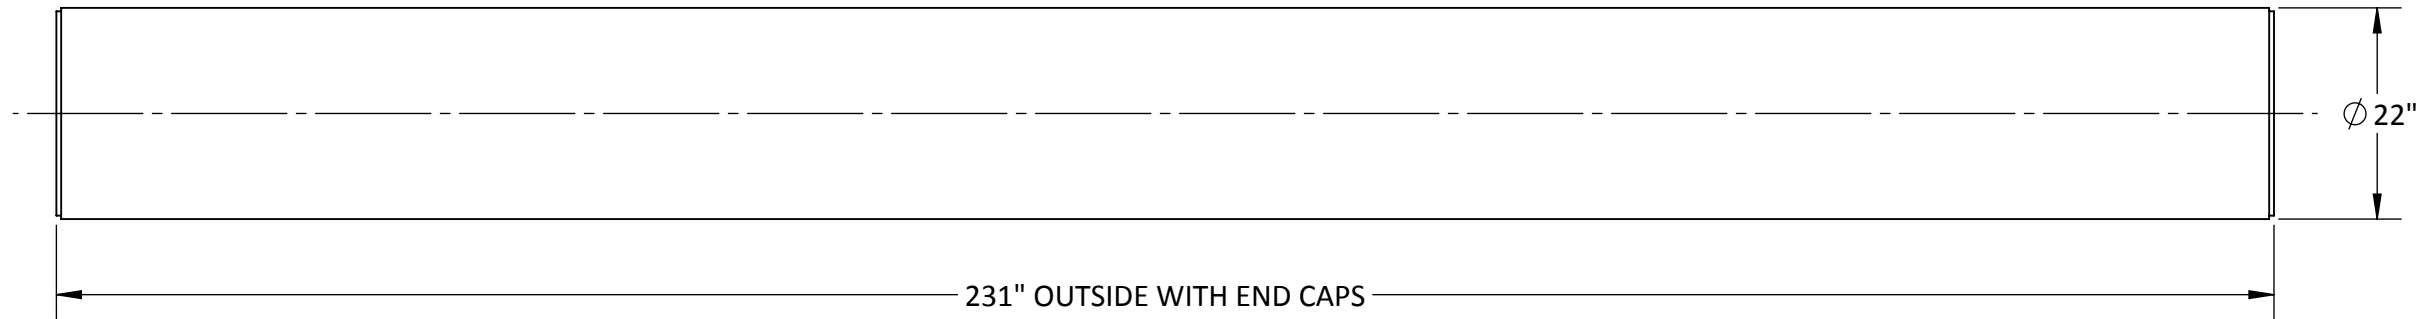 ⌀ 22"
231" OUTSIDE WITH END CAPS